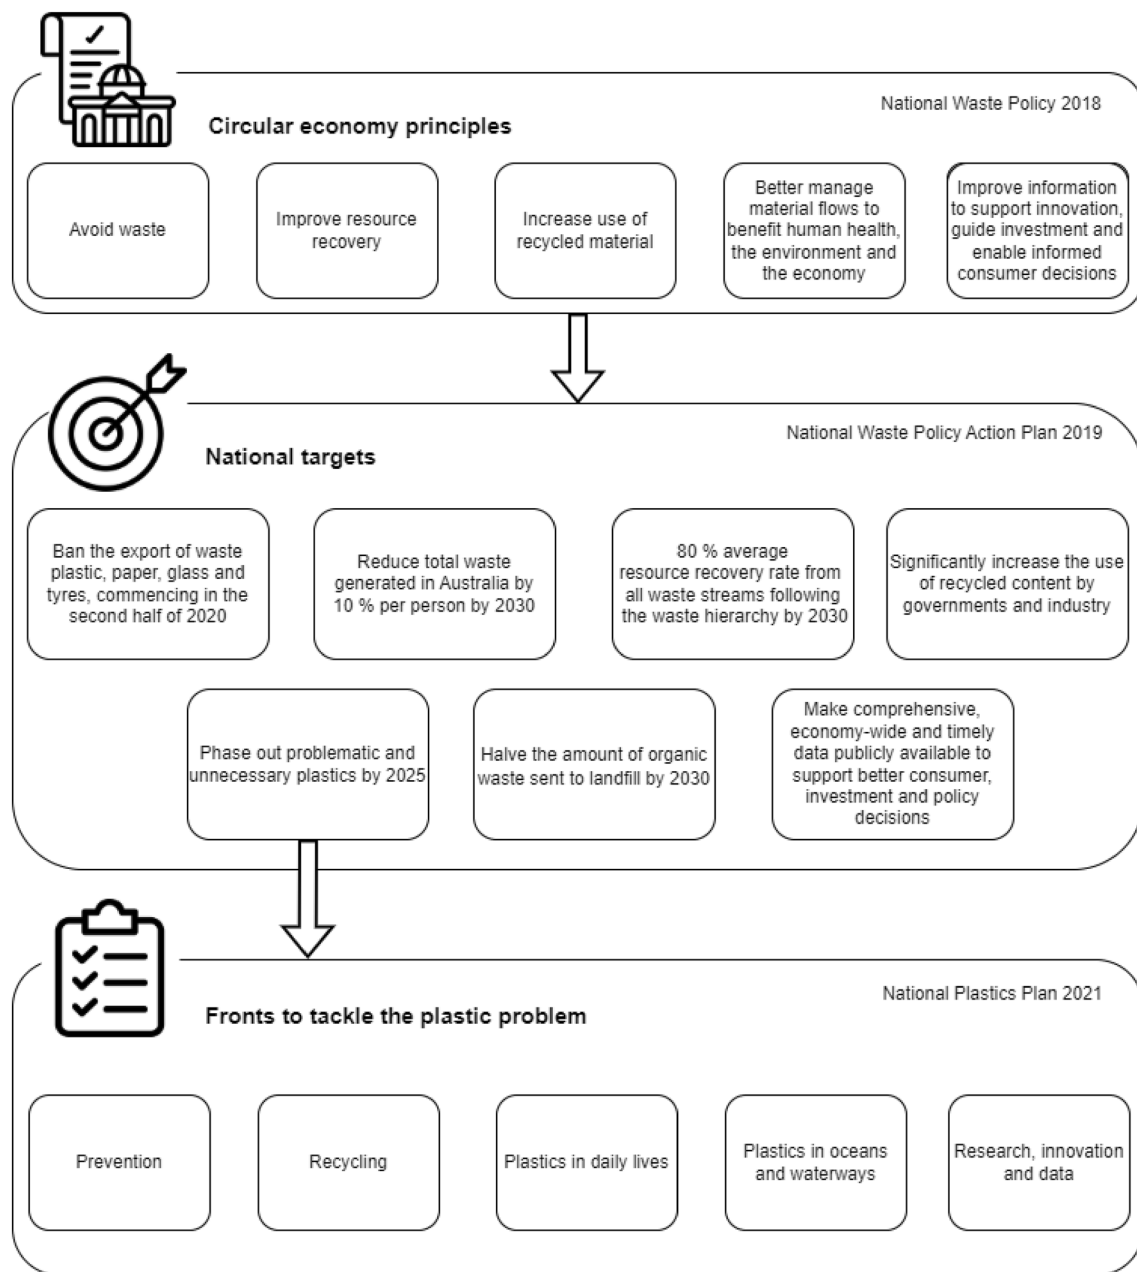 National Waste Policy 2018
Circular economy principles
Avoid waste
Improve resource
recovery
Increase use of
recycled material
Better manage
material flows to
benefit human health,
the environment and
the economy
Improve information
to support innovation,
guide investment and
enable informed
consumer decisions
National Waste Policy Action Plan 2019
National targets
Ban the export of waste
plastic, paper, glass and
tyres, commencing in the
second half of 2020
Reduce total waste
generated in Australia by
10 % per person by 2030
80 % average
resource recovery rate from
all waste streams following
the waste hierarchy by 2030
Significantly increase the use
of recycled content by
governments and industry
Phase out problematic and
unnecessary plastics by 2025
Halve the amount of organic
waste sent to landfill by 2030
Make comprehensive,
economy-wide and timely
data publicly available to
support better consumer,
investment and policy
decisions
National Plastics Plan 2021
Fronts to tackle the plastic problem
Prevention
Recycling
Plastics in daily lives
Plastics in oceans
and waterways
Research, innovation
and data